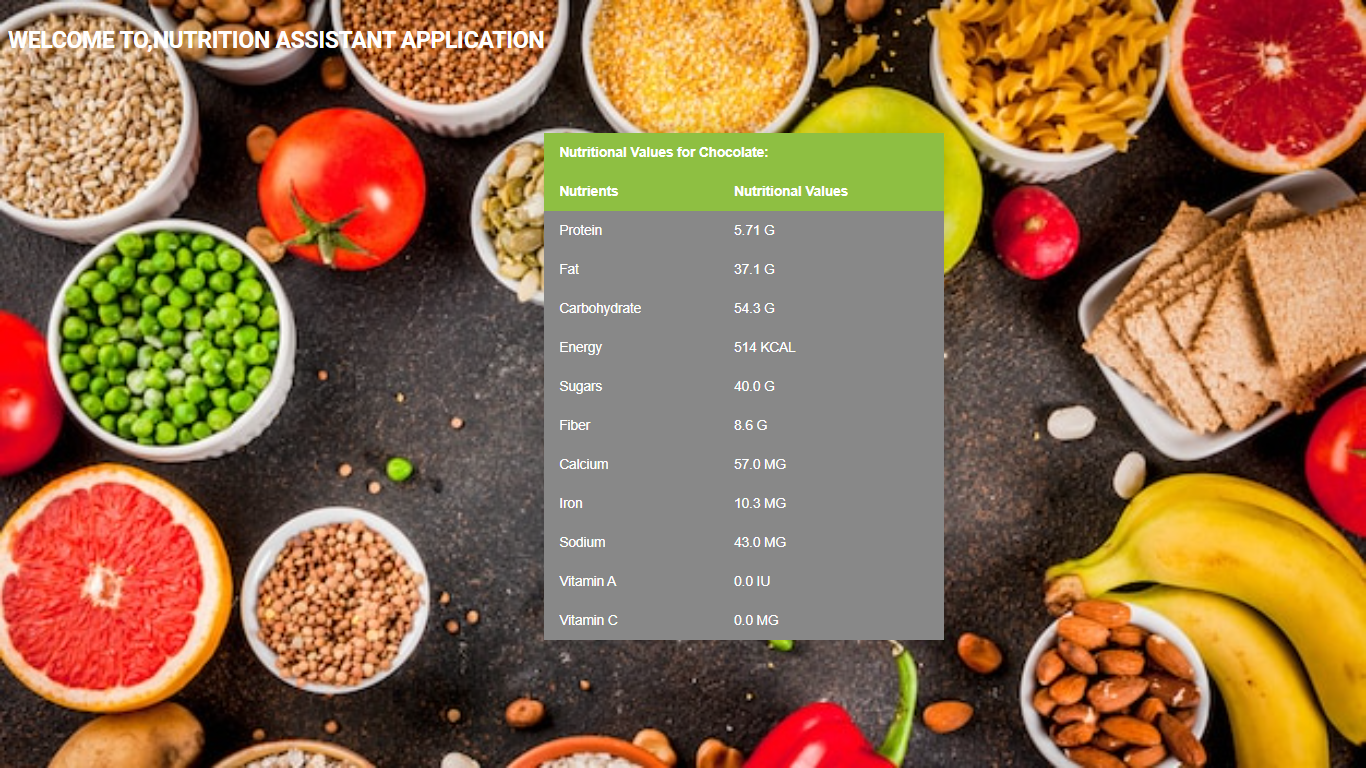 WELCOME TO,NUTRITION ASSISTANT APPLICATION
Nutritional Values for Chocolate:
Nutrients Nutritional Values
Protein 5.71 G
Fat 37.1 G
Carbohydrate 54.3 G
Energy 514 KCAL
Sugars 40.0 G
Fiber 8.6 G
Calcium 57.0 MG
Iron 10.3 MG
Sodium 43.0 MG
Vitamin A 0.0 IU
Vitamin C 0.0 MG